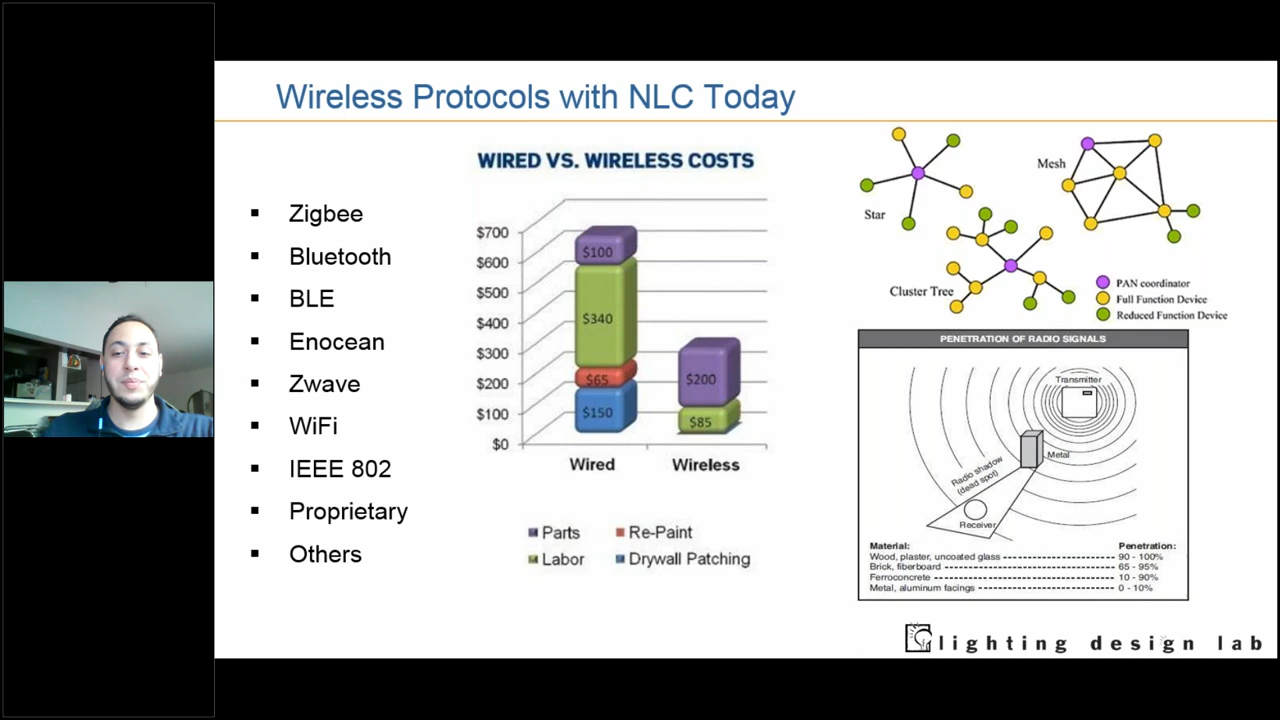 Wireless Protocols with NLC Today
▪ Zigbee
▪ Bluetooth
▪ BLE
▪ Enocean
▪ Zwave
▪ WiFi
▪ IEEE 802
▪ Proprietary
▪ Others
WIRED VS. WIRELESS COSTS
$700
$600
$500
$400
$300
$200
$100
$0
$100
$340
$65
$150
$200
$85
Wired
Wireless
Parts
Re-Paint
Labor
Drywall Patching
Star
Mesh
Cluster Tree
PAN coordinator
Full Function Device
Reduced Function Device
PENETRATION OF RADIO SIGNALS
Transmitter
Metal
Radio shadow
(dead spot)
Receiver
Material: Penetration:
Wood, plaster, uncoated glass 90 - 100%
Brick, fiberboard 65 - 95%
Ferroconcrete 10 - 90%
Metal, aluminum facings 0 - 10%
lighting design lab